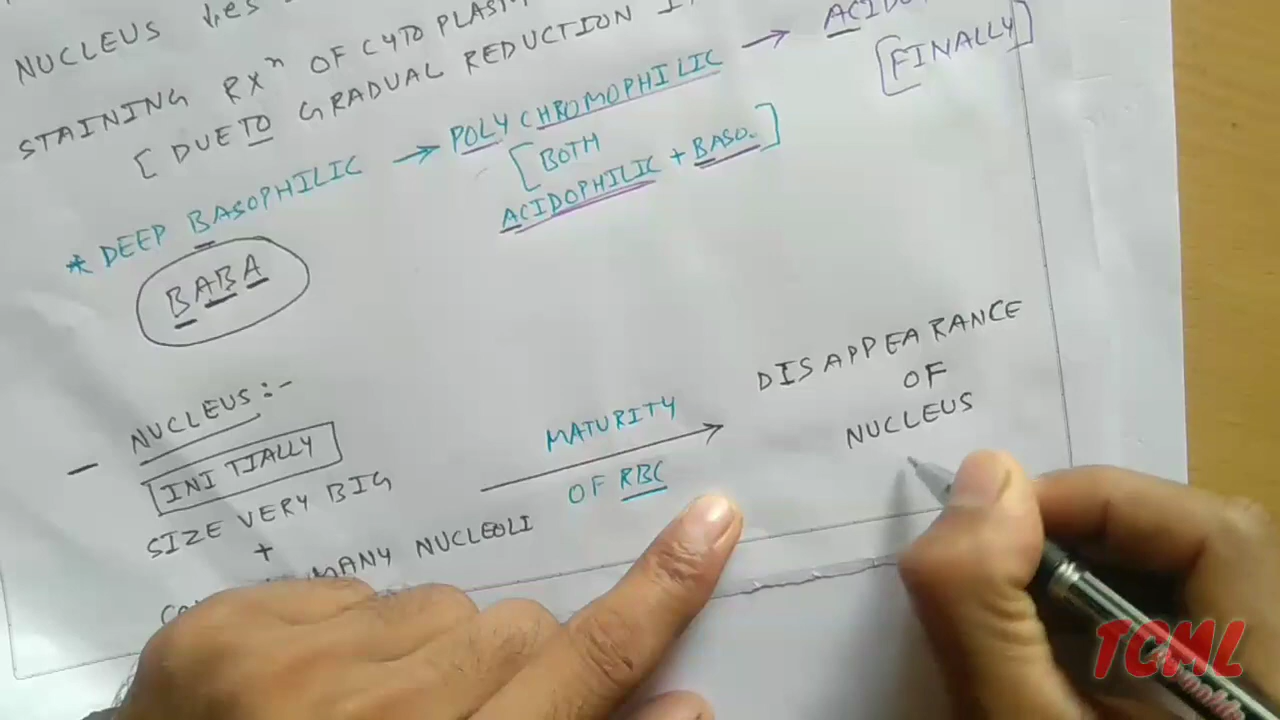 NUCLEUS
STAINING RXⁿ OF CYTOPLASM
[DUE TO GRADUAL REDUCTION
* DEEP BASOPHILIC → POLYCHROMOPHILIC →
[BOTH
ACIDOPHILIC + BASO.]
[FINALLY]
BABA
- NUCLEUS:-
INITIALLY
SIZE VERY BIG
+
MANY NUCLEOLI
MATURITY
OF RBC
DISAPPEARANCE
OF
NUCLEUS
TCML